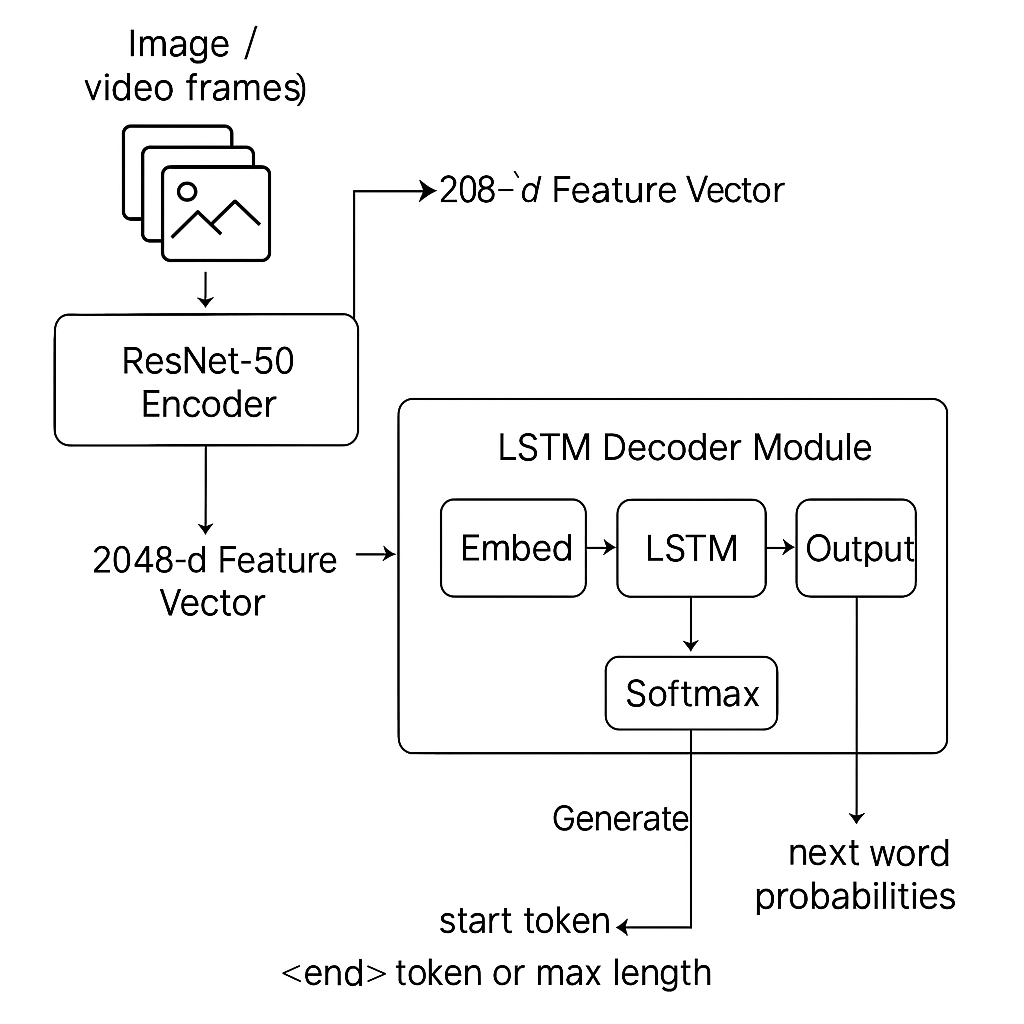 Image /
video frames)
208-`d Feature Vector
ResNet-50
Encoder
2048-d Feature
Vector
LSTM Decoder Module
Embed
LSTM
Output
Softmax
Generate
next word
probabilities
start token
<end> token or max length